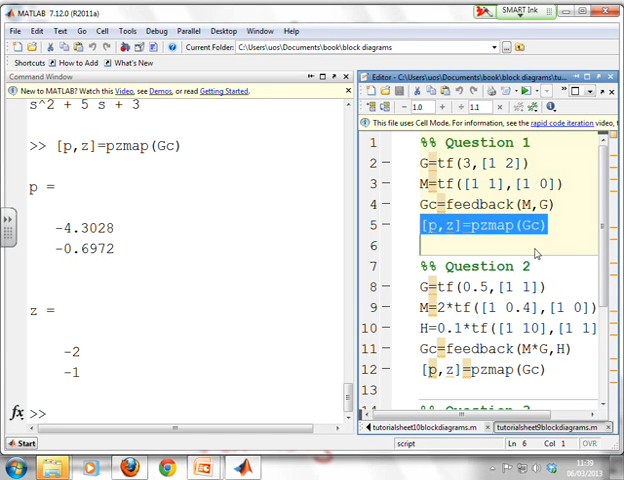 MATLAB 7.12.0 (R2011a)
SMART Ink
File Edit Text Go Cell Tools Debug Parallel Desktop Window Help
Current Folder: C:\Users\uos\Documents\book\block diagrams
Shortcuts How to Add What's New
Command Window
New to MATLAB? Watch this Video, see Demos, or read Getting Started.
s^2 + 5 s + 3
>> [p,z]=pzmap(Gc)
p =
-4.3028
-0.6972
z =
-2
-1
fx >>
Editor - C:\Users\uos\Documents\book\block diagrams\tu...
- 1.0 + ÷ 1.1 ×
This file uses Cell Mode. For information, see the rapid code iteration video,
1 %% Question 1
2 - G=tf(3,[1 2])
3 - M=tf([1 1],[1 0])
4 - Gc=feedback(M,G)
5 - [p,z]=pzmap(Gc)
6
7 %% Question 2
8 - G=tf(0.5,[1 1])
9 - M=2*tf([1 0.4],[1 0])
10 - H=0.1*tf([1 10],[1 1]
11 - Gc=feedback(M*G,H)
12 - [p,z]=pzmap(Gc)
13
14 %% Question 3
tutorialsheet10blockdiagrams.m × tutorialsheet9blockdiagrams.m ×
Start
script Ln 6 Col 1 OVR
11:39
06/03/2013